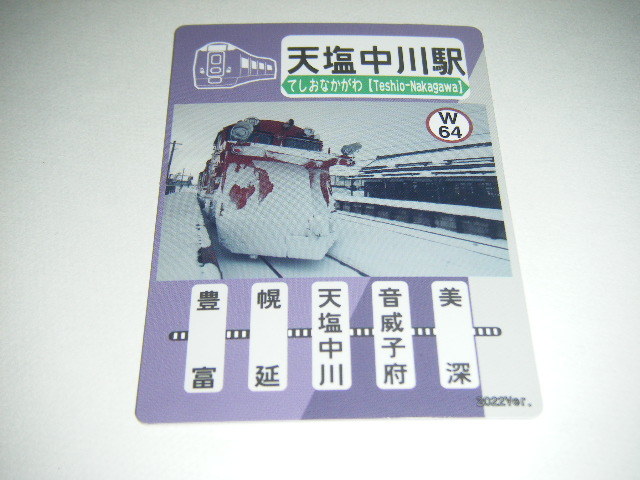 天塩中川駅
てしおなかがわ【Teshio-Nakagawa】
W
64
豊富
幌延
天塩中川
音威子府
美深
2022Ver.